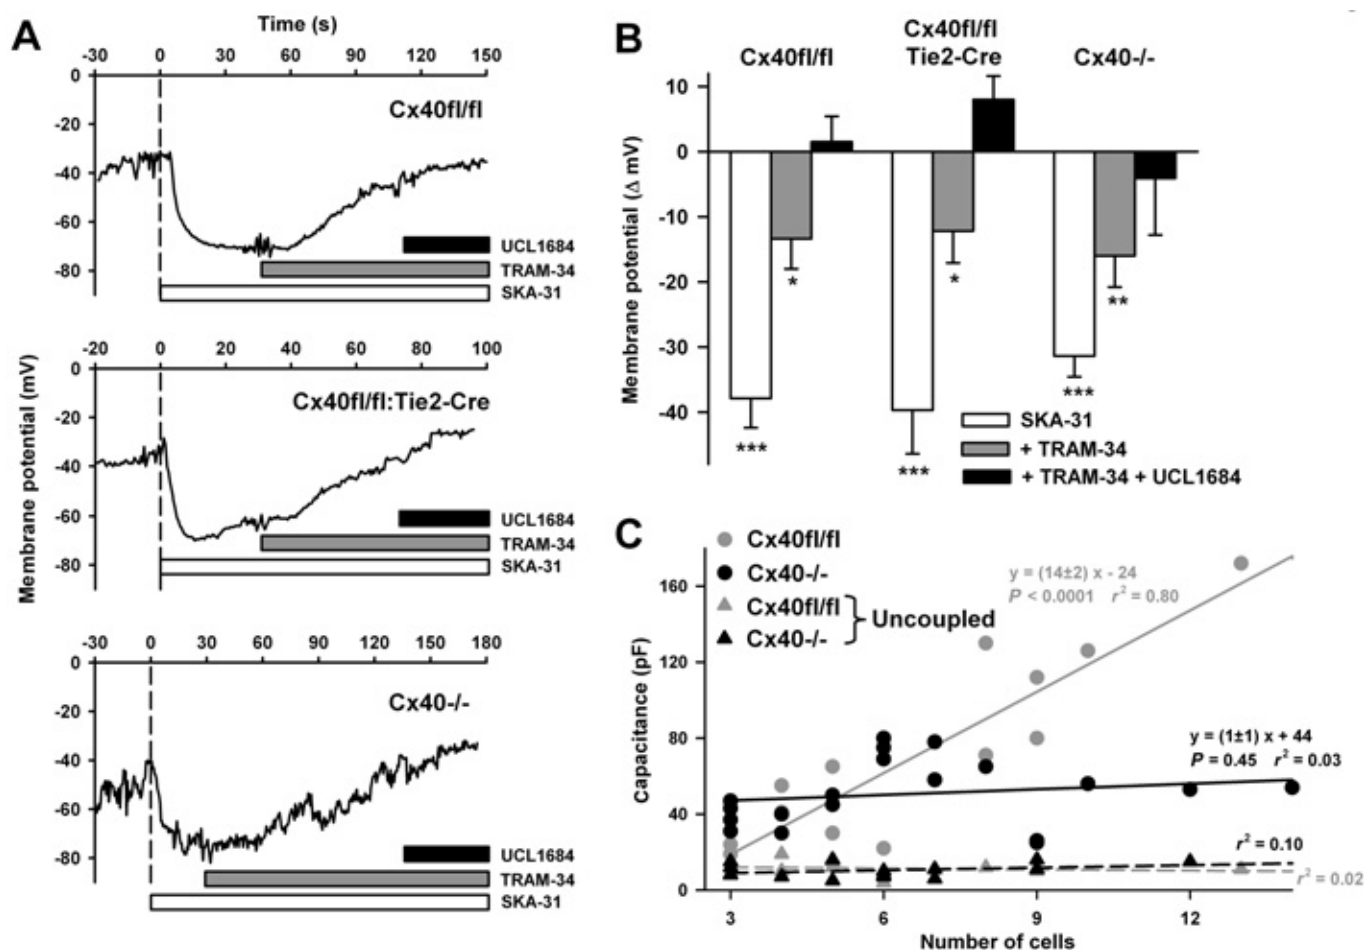 A
Time (s)
-30 0 30 60 90 120 150
0
-20
-40
-60
-80
Cx40fl/fl
UCL1684
TRAM-34
SKA-31
Membrane potential (mV)
-20 0 20 40 60 80 100
0
-20
-40
-60
-80
Cx40fl/fl:Tie2-Cre
UCL1684
TRAM-34
SKA-31
-30 0 30 60 90 120 150 180
0
-20
-40
-60
-80
Cx40-/-
UCL1684
TRAM-34
SKA-31
B
Cx40fl/fl
Cx40fl/fl
Tie2-Cre
Cx40-/-
Membrane potential (Δ mV)
10
0
-10
-20
-30
-40
***
*
***
*
***
**
SKA-31
+ TRAM-34
+ TRAM-34 + UCL1684
C
Cx40fl/fl
Cx40-/-
Cx40fl/fl
Cx40-/-
Uncoupled
y = (14±2) x - 24
P < 0.0001 r² = 0.80
y = (1±1) x + 44
P = 0.45 r² = 0.03
r² = 0.10
r² = 0.02
Capacitance (pF)
160
120
80
40
0
3 6 9 12
Number of cells